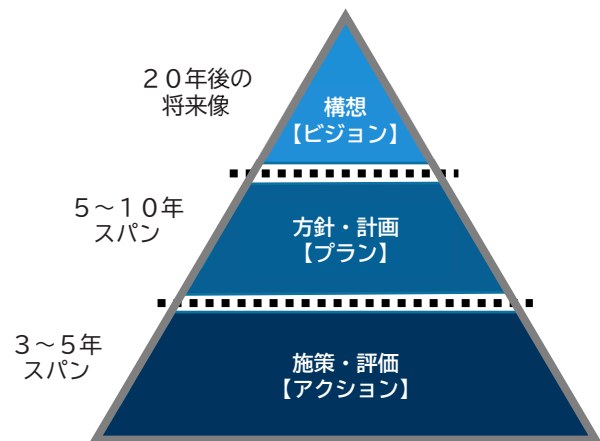 ２０年後の
将来像
構想
【ビジョン】
５～１０年
スパン
方針・計画
【プラン】
３～５年
スパン
施策・評価
【アクション】